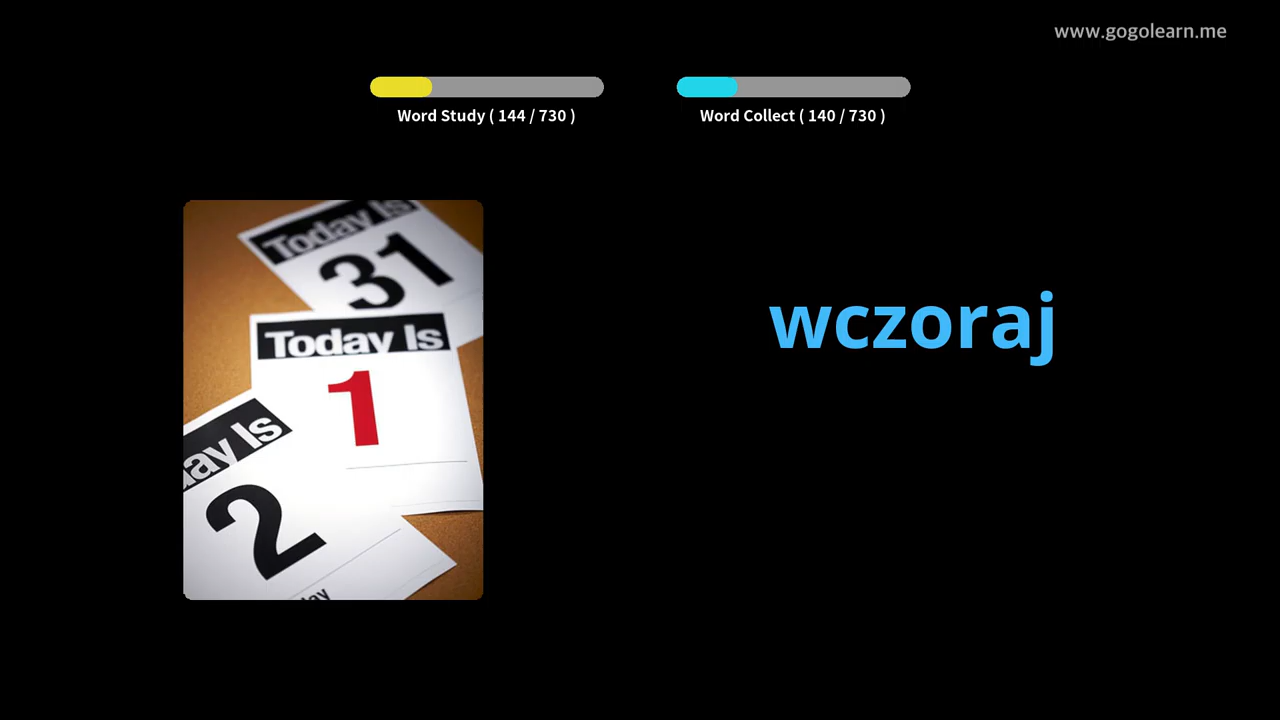 www.gogolearn.me
Word Study ( 144 / 730 )
Word Collect ( 140 / 730 )
Today Is
31
Today Is
1
ay Is
2
wczoraj